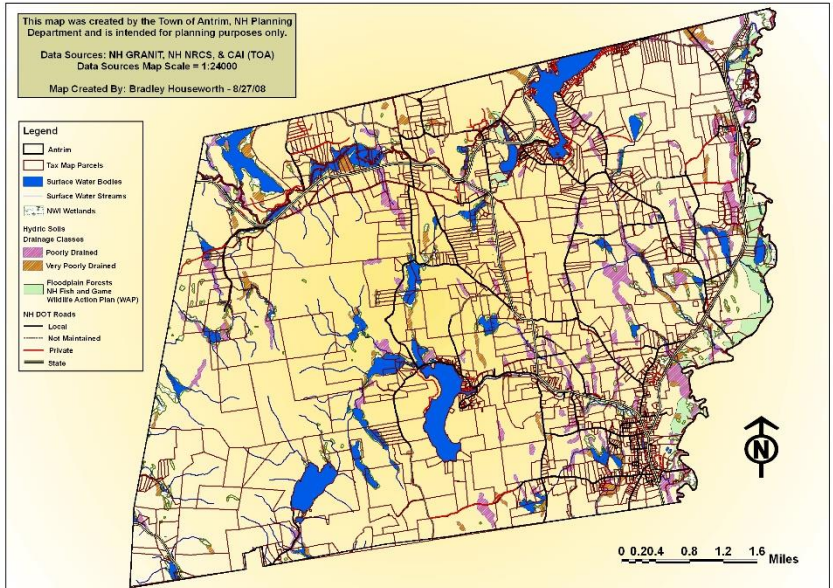 This map was created by the Town of Antrim, NH Planning
Department and is intended for planning purposes only.
Data Sources: NH GRANIT, NH NRCS, & CAI (TOA)
Data Sources Map Scale = 1:24000
Map Created By: Bradley Houseworth - 8/27/08
Legend
Antrim
Tax Map Parcels
Surface Water Bodies
Surface Water Streams
NWI Wetlands
Hydric Soils
Drainage Classes
Poorly Drained
Very Poorly Drained
Floodplain Forests
NH Fish and Game
Wildlife Action Plan (WAP)
NH DOT Roads
Local
Not Maintained
Private
State
N
0 0.20.4 0.8 1.2 1.6
Miles